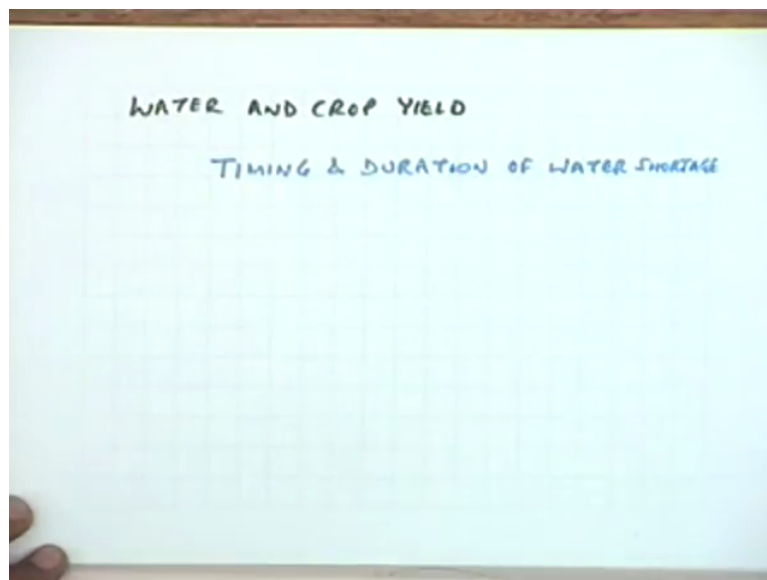 WATER AND CROP YIELD
TIMING & DURATION OF WATER SHORTAGE